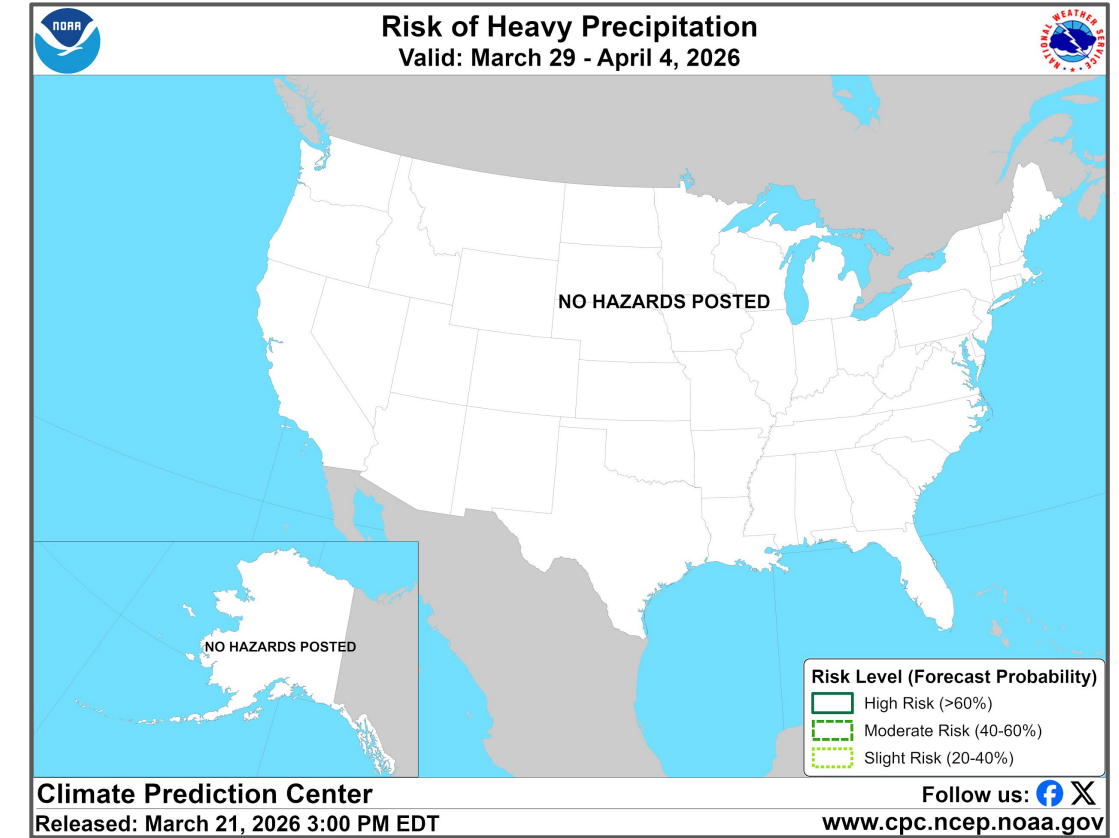 NOAA
Risk of Heavy Precipitation
Valid: March 29 - April 4, 2026
NATIONAL WEATHER SERVICE
NO HAZARDS POSTED
NO HAZARDS POSTED
Risk Level (Forecast Probability)
High Risk (>60%)
Moderate Risk (40-60%)
Slight Risk (20-40%)
Climate Prediction Center
Follow us:
Released: March 21, 2026 3:00 PM EDT
www.cpc.ncep.noaa.gov